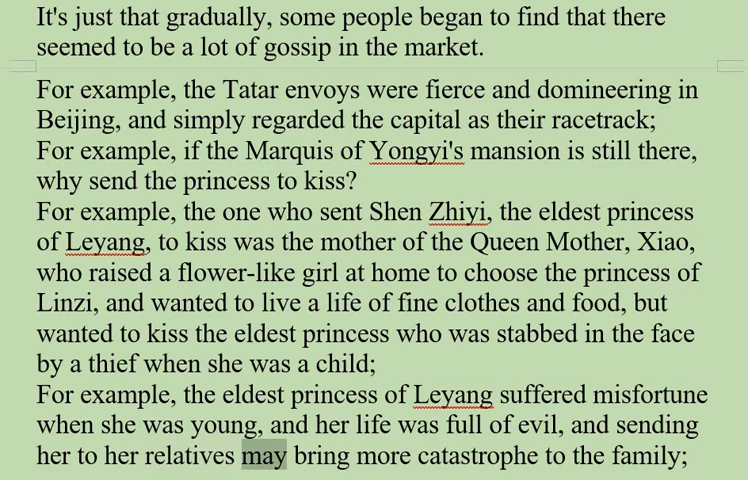 It's just that gradually, some people began to find that there
seemed to be a lot of gossip in the market.
For example, the Tatar envoys were fierce and domineering in
Beijing, and simply regarded the capital as their racetrack;
For example, if the Marquis of Yongyi's mansion is still there,
why send the princess to kiss?
For example, the one who sent Shen Zhiyi, the eldest princess
of Leyang, to kiss was the mother of the Queen Mother, Xiao,
who raised a flower-like girl at home to choose the princess of
Linzi, and wanted to live a life of fine clothes and food, but
wanted to kiss the eldest princess who was stabbed in the face
by a thief when she was a child;
For example, the eldest princess of Leyang suffered misfortune
when she was young, and her life was full of evil, and sending
her to her relatives may bring more catastrophe to the family;